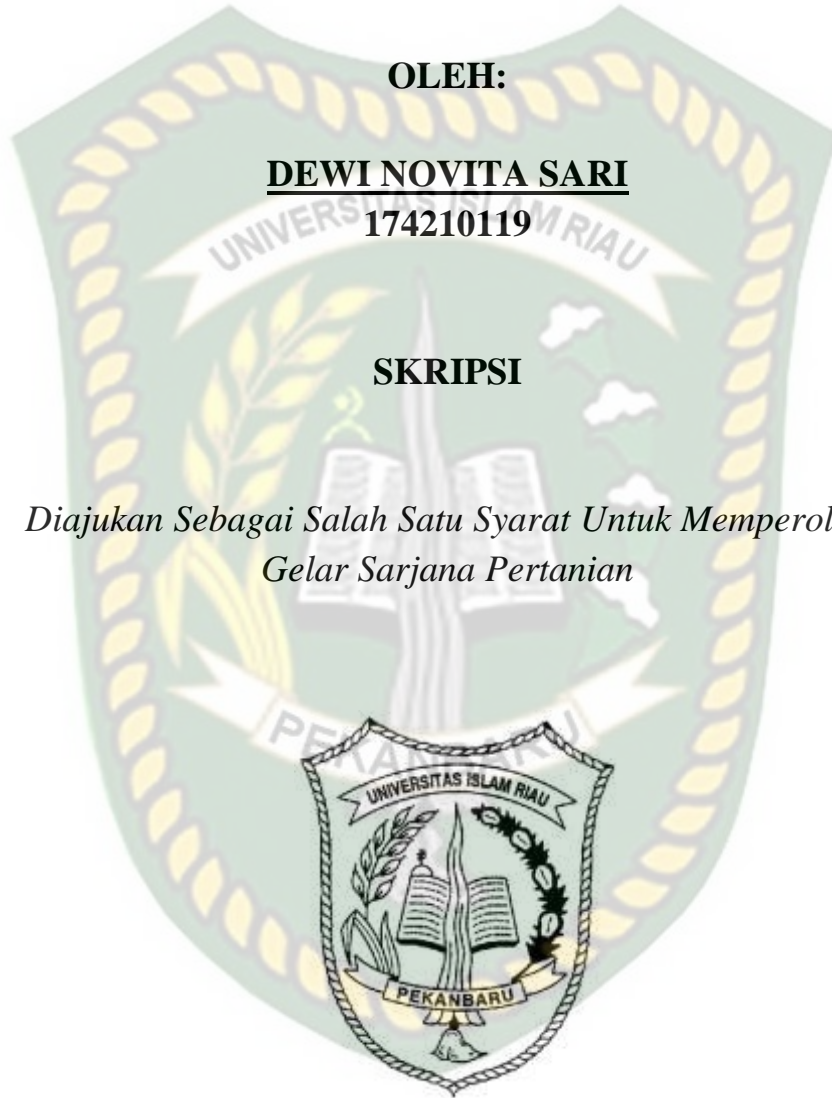 OLEH:
DEWI NOVITA SARI
174210119
UNIVERSITAS ISLAM RIAU
SKRIPSI
Diajukan Sebagai Salah Satu Syarat Untuk Memperol
Gelar Sarjana Pertanian
PEKANBARU
UNIVERSITAS ISLAM RIAU
PEKANBARU